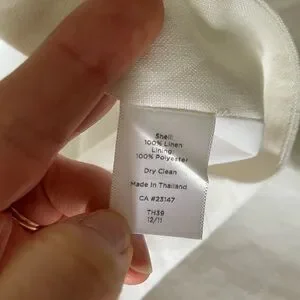 Shell:
100% Linen
Lining:
100% Polyester
Dry Clean
Made in Thailand
CA #23147
TH39
12/11